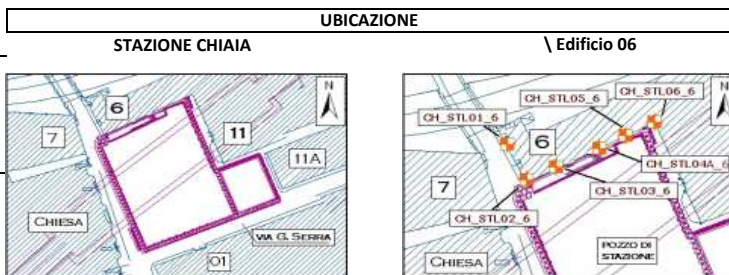 UBICAZIONE
STAZIONE CHIAIA
\ Edificio 06
N
6
7
11
11A
CHIESA
VIA G. SERRA
01
N
CH_STL05_6
CH_STL06_6
CH_STL01_6
6
CH_STL04A_6
7
CH_STL03_6
CH_STL02_6
POZZO DI
STAZIONE
CHIESA